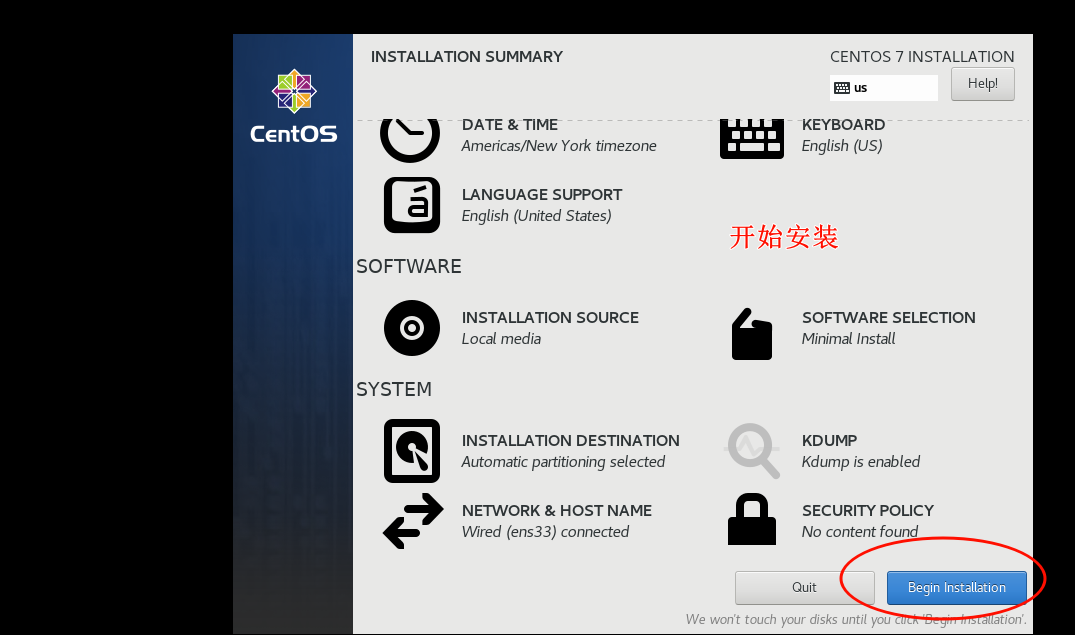 INSTALLATION SUMMARY
CENTOS 7 INSTALLATION
us
Help!
CentOS
DATE & TIME
Americas/New York timezone
KEYBOARD
English (US)
á
LANGUAGE SUPPORT
English (United States)
开始安装
SOFTWARE
INSTALLATION SOURCE
Local media
SOFTWARE SELECTION
Minimal Install
SYSTEM
INSTALLATION DESTINATION
Automatic partitioning selected
KDUMP
Kdump is enabled
NETWORK & HOST NAME
Wired (ens33) connected
SECURITY POLICY
No content found
Quit
Begin Installation
We won't touch your disks until you click 'Begin Installation'.